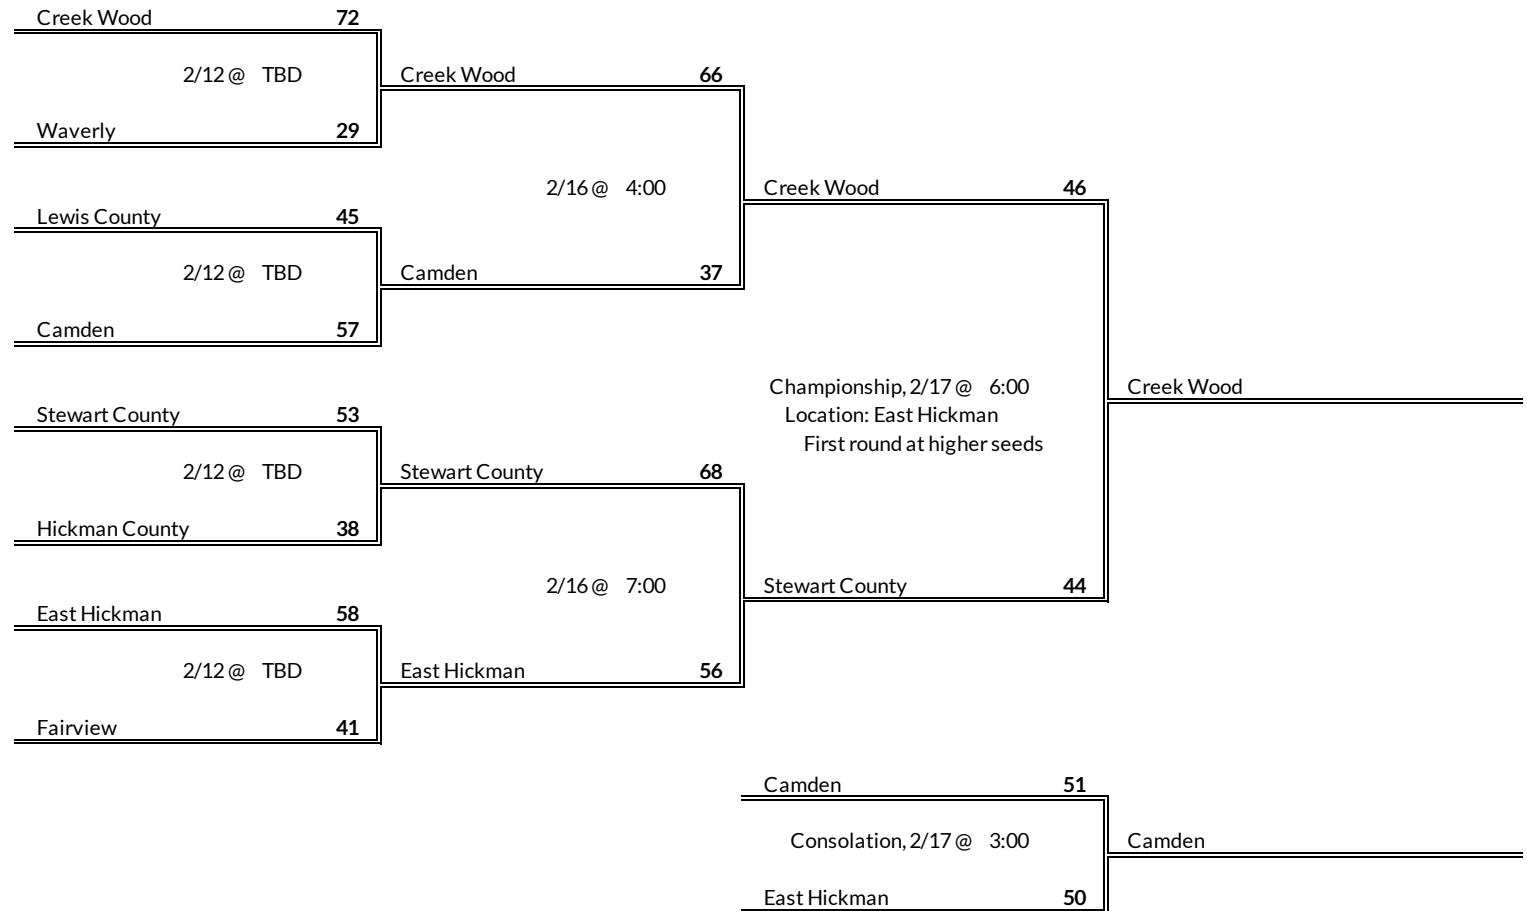 Creek Wood 72
2/12 @ TBD
Creek Wood 66
Waverly 29
2/16 @ 4:00
Creek Wood 46
Lewis County 45
2/12 @ TBD
Camden 37
Camden 57
Championship, 2/17 @ 6:00
Creek Wood
Location: East Hickman
First round at higher seeds
Stewart County 53
2/12 @ TBD
Stewart County 68
Hickman County 38
2/16 @ 7:00
Stewart County 44
East Hickman 58
2/12 @ TBD
East Hickman 56
Fairview 41
Camden 51
Consolation, 2/17 @ 3:00
Camden
East Hickman 50